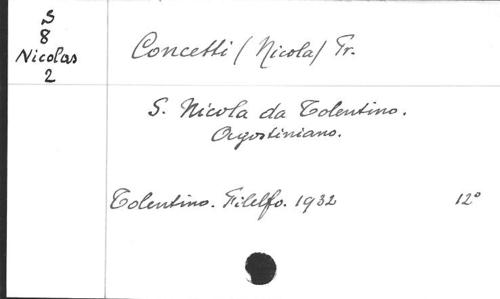 S
8
Nicolas
2
Concetti (Nicola) Fr.
S. Nicola da Tolentino.
Agostiniano.
Tolentino. Filelfo. 1932 12°